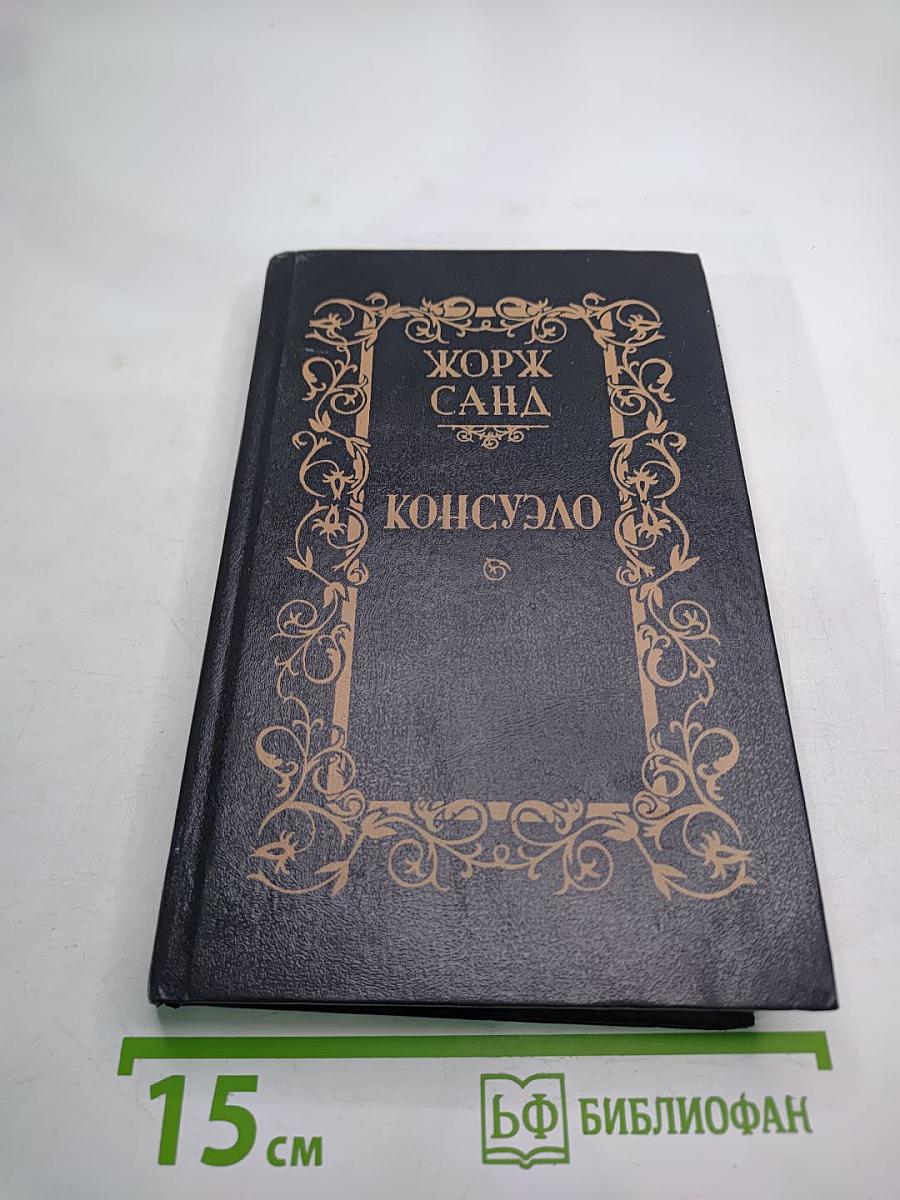 ЖОРЖ
САНД
КОНСУЭЛО
15 см
БФ БИБЛИОФАН